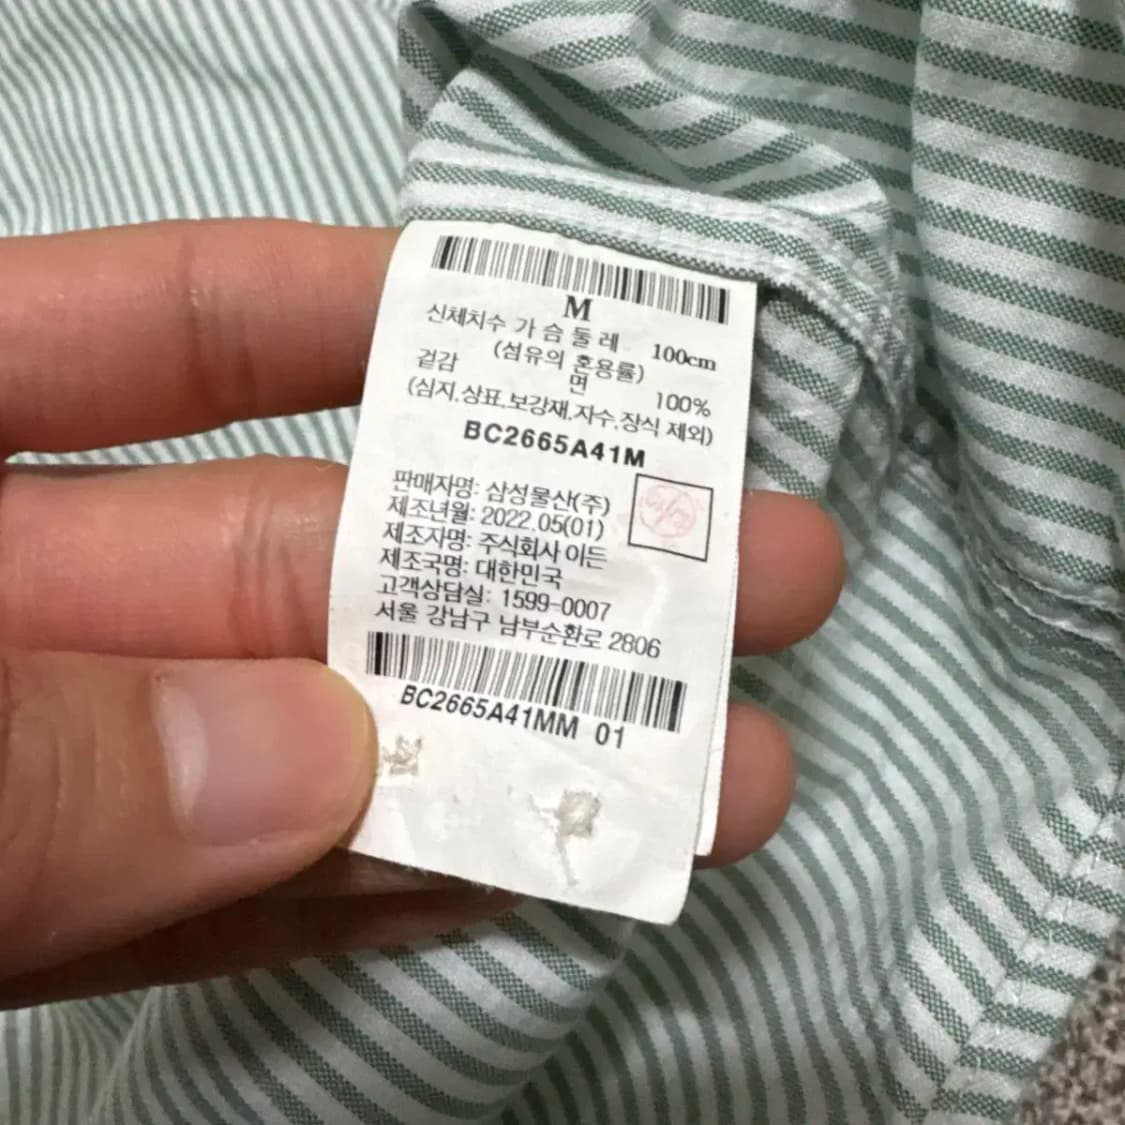 M
신체치수 가슴둘레 100cm
(섬유의 혼용률)
겉감 면 100%
(심지,상표,보강재,자수,장식 제외)
BC2665A41M
판매자명: 삼성물산(주)
제조년월: 2022.05(01)
제조자명: 주식회사 이든
제조국명: 대한민국
고객상담실: 1599-0007
서울 강남구 남부순환로 2806
BC2665A41MM 01